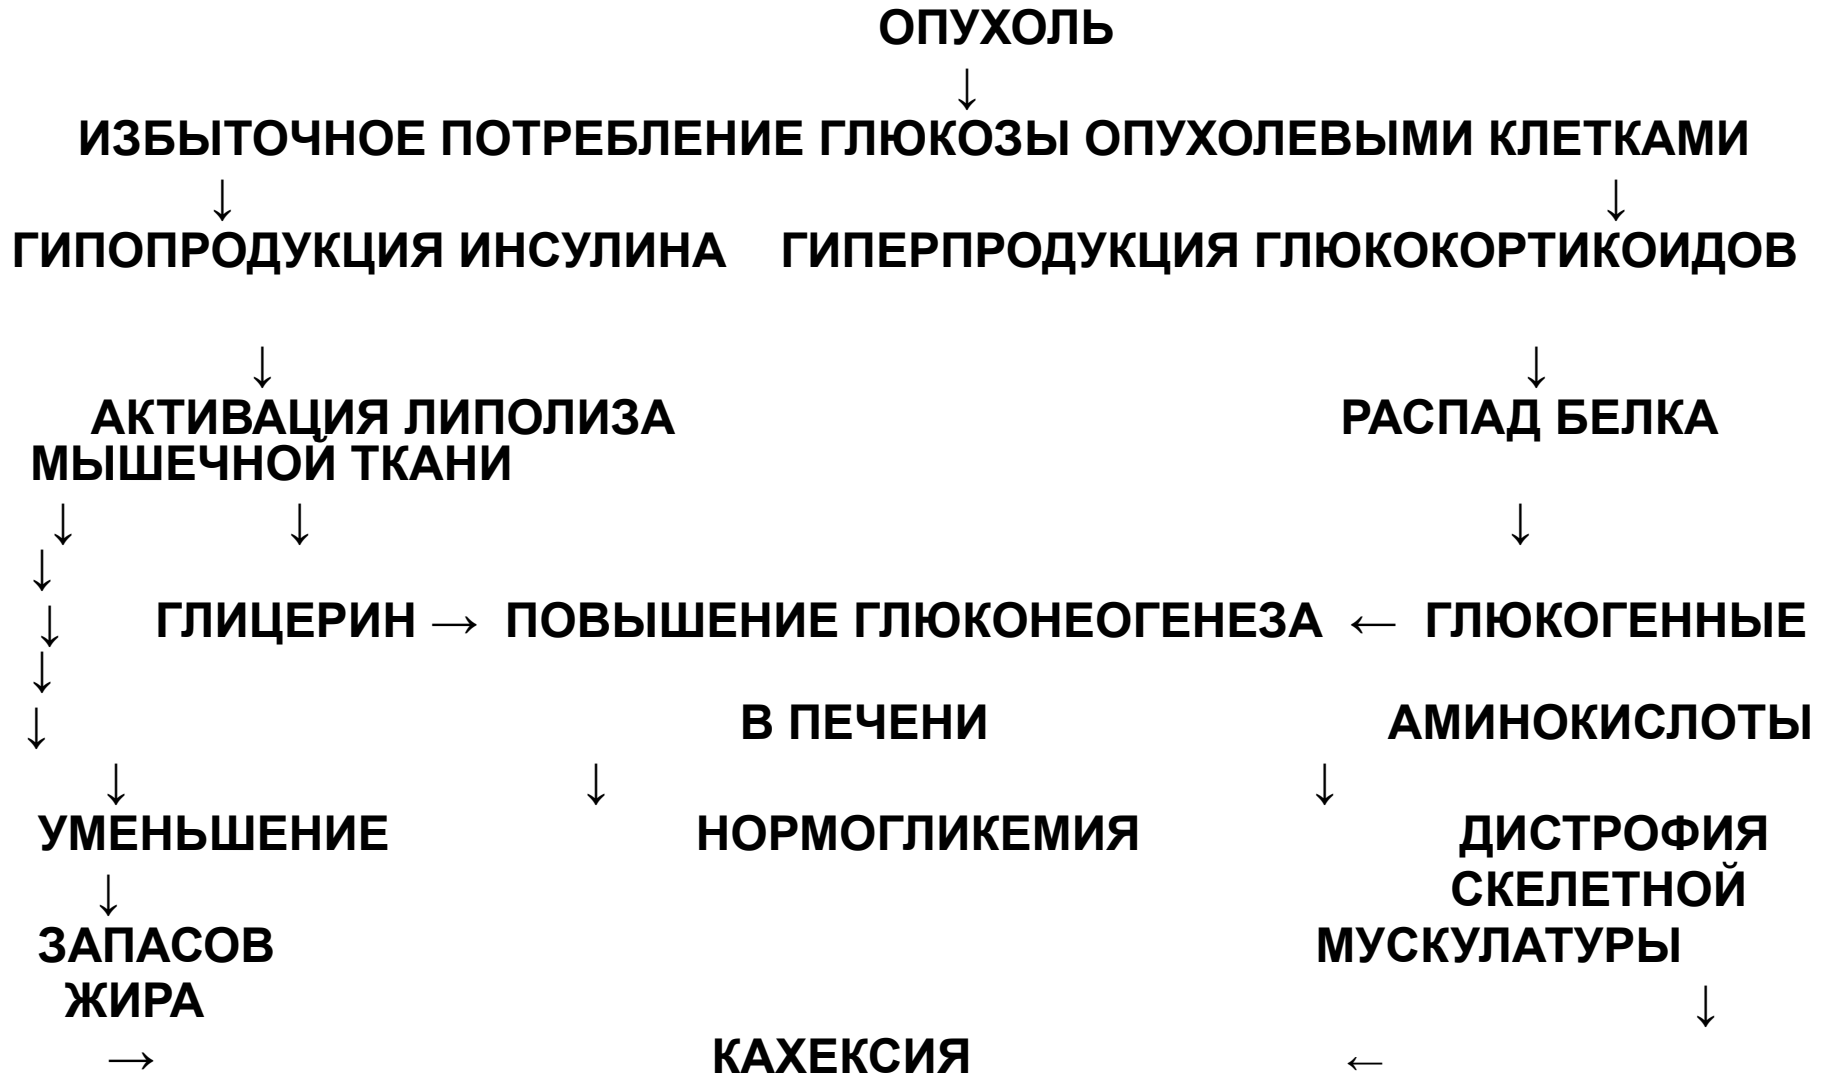 ОПУХОЛЬ
↓
ИЗБЫТОЧНОЕ ПОТРЕБЛЕНИЕ ГЛЮКОЗЫ ОПУХОЛЕВЫМИ КЛЕТКАМИ
↓ ↓
ГИПОПРОДУКЦИЯ ИНСУЛИНА ГИПЕРПРОДУКЦИЯ ГЛЮКОКОРТИКОИДОВ
↓ ↓
АКТИВАЦИЯ ЛИПОЛИЗА РАСПАД БЕЛКА
МЫШЕЧНОЙ ТКАНИ
↓ ↓ ↓
↓
↓ ГЛИЦЕРИН → ПОВЫШЕНИЕ ГЛЮКОНЕОГЕНЕЗА ← ГЛЮКОГЕННЫЕ
↓
↓ В ПЕЧЕНИ АМИНОКИСЛОТЫ
↓ ↓ ↓
УМЕНЬШЕНИЕ НОРМОГЛИКЕМИЯ ДИСТРОФИЯ
↓ СКЕЛЕТНОЙ
ЗАПАСОВ МУСКУЛАТУРЫ
ЖИРА ↓
→ КАХЕКСИЯ ←